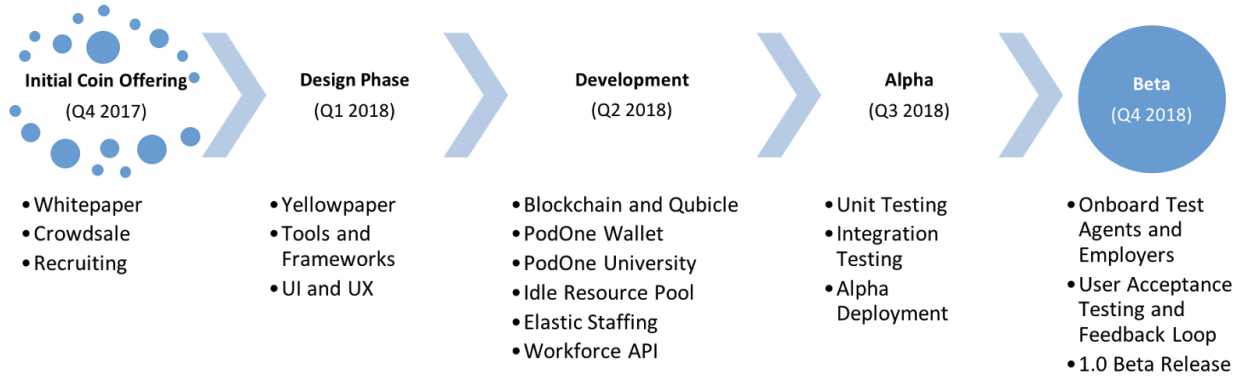 Initial Coin Offering
(Q4 2017)
• Whitepaper
• Crowdsale
• Recruiting
Design Phase
(Q1 2018)
• Yellowpaper
• Tools and
Frameworks
• UI and UX
Development
(Q2 2018)
• Blockchain and Qubicle
• PodOne Wallet
• PodOne University
• Idle Resource Pool
• Elastic Staffing
• Workforce API
Alpha
(Q3 2018)
• Unit Testing
• Integration
Testing
• Alpha
Deployment
Beta
(Q4 2018)
• Onboard Test
Agents and
Employers
• User Acceptance
Testing and
Feedback Loop
• 1.0 Beta Release